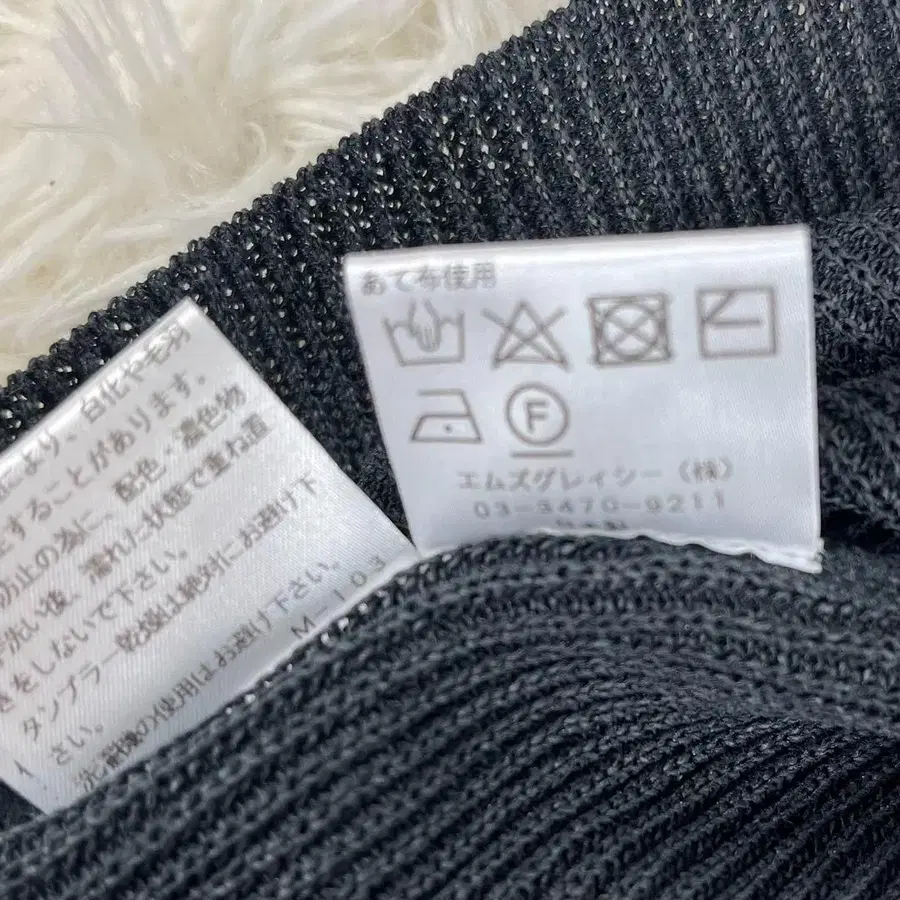 により、白化や毛羽
することがあります。
防止の為に、配色・濃色物
洗い後、濡れた状態で重ね置
きをしないで下さい。
タンブラー乾燥は絶対にお避け下
さい。
洗濯機の使用はお避け下さい。
M-103
あて布使用
F
エムズグレイシー(株)
03-3470-9211